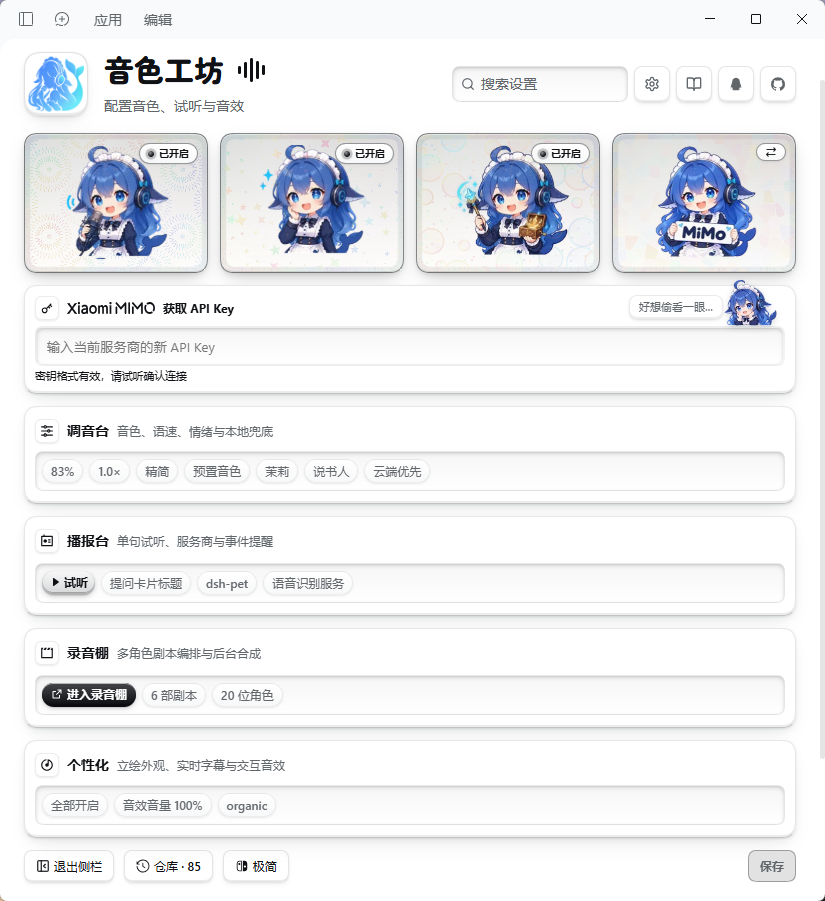 应用 编辑
音色工坊
配置音色、试听与音效
搜索设置
已开启
已开启
已开启
MiMo
Xiaomi MIMO 获取 API Key
好想偷看一眼...
输入当前服务商的新 API Key
密钥格式有效，请试听确认连接
调音台 音色、语速、情绪与本地兜底
83% 1.0× 精简 预置音色 茉莉 说书人 云端优先
播报台 单句试听、服务商与事件提醒
试听 提问卡片标题 dsh-pet 语音识别服务
录音棚 多角色剧本编排与后台合成
进入录音棚 6 部剧本 20 位角色
个性化 立绘外观、实时字幕与交互音效
全部开启 音效音量 100% organic
退出侧栏 仓库 · 85 极简 保存